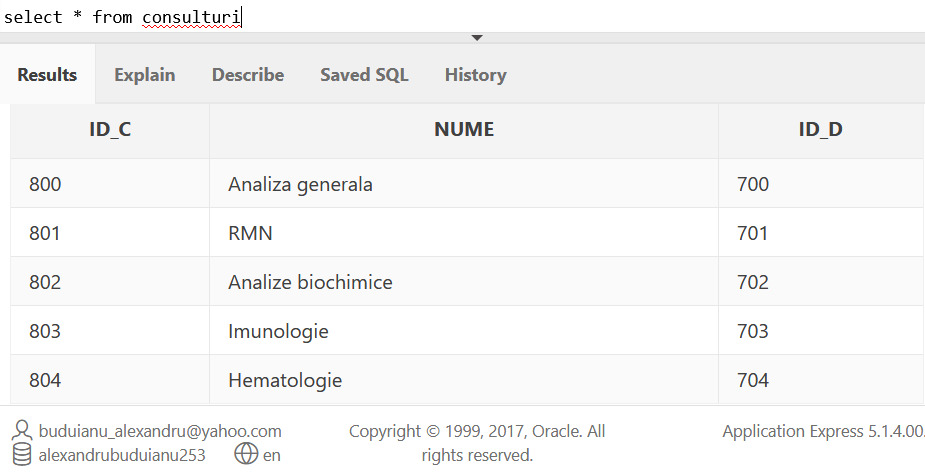 select * from consulturi
Results Explain Describe Saved SQL History
ID_C NUME ID_D
800 Analiza generala 700
801 RMN 701
802 Analize biochimice 702
803 Imunologie 703
804 Hematologie 704
buduianu_alexandru@yahoo.com Copyright © 1999, 2017, Oracle. All Application Express 5.1.4.00.
alexandrubuduianu253 en rights reserved.